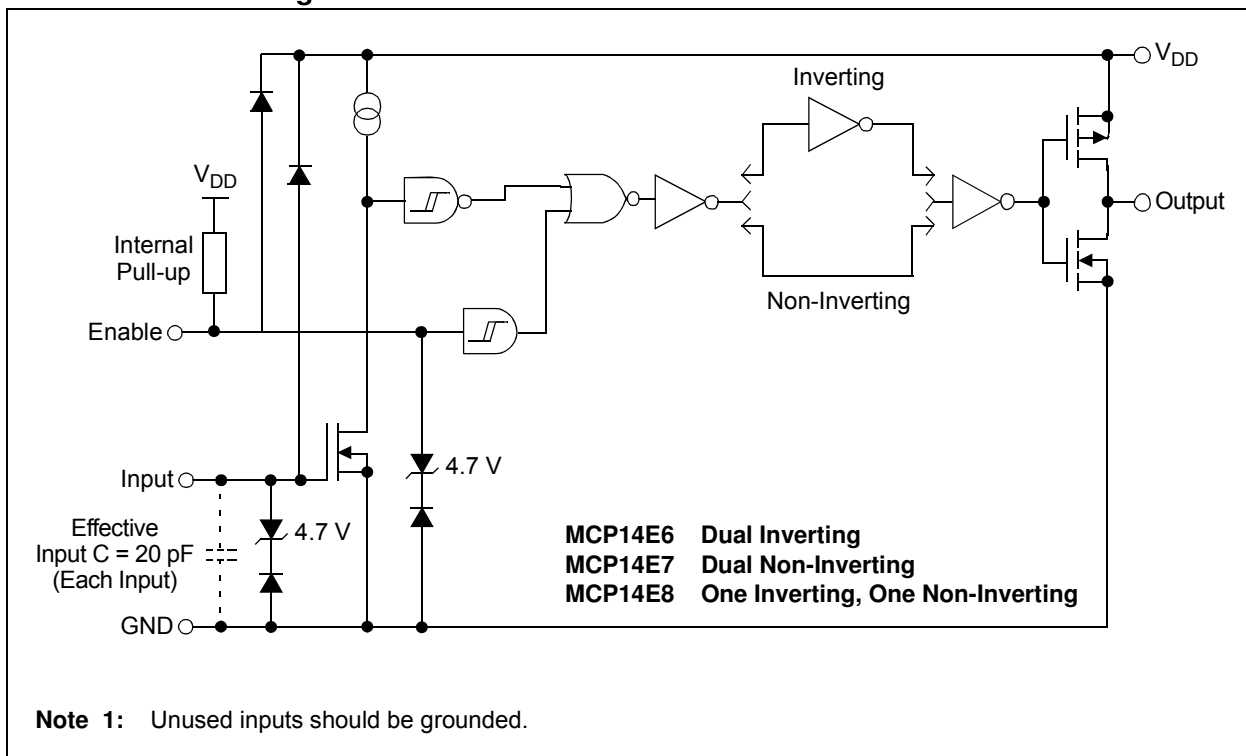 g
V_DD
Inverting
V_DD
Internal
Pull-up
Output
Non-Inverting
Enable
Input
4.7 V
4.7 V
Effective
Input C = 20 pF
(Each Input)
MCP14E6 Dual Inverting
MCP14E7 Dual Non-Inverting
MCP14E8 One Inverting, One Non-Inverting
GND
Note 1: Unused inputs should be grounded.